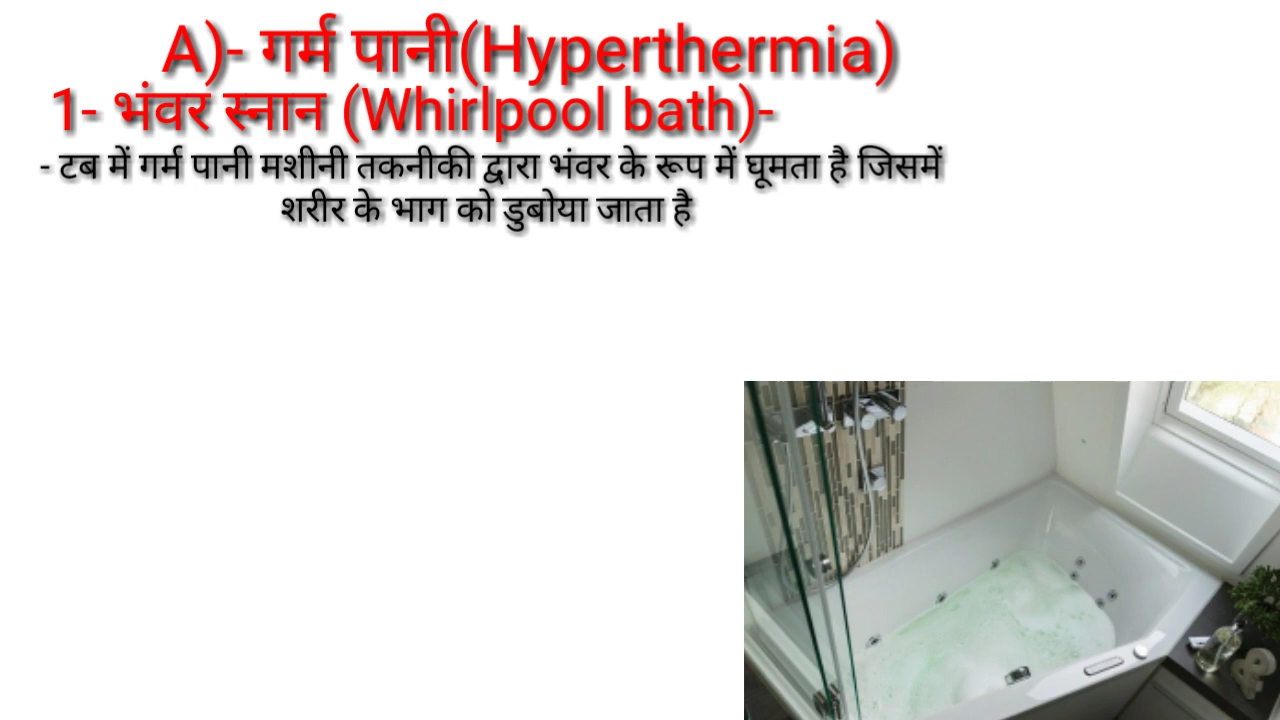 A)- गर्म पानी(Hyperthermia)
1- भंवर स्नान (Whirlpool bath)-
- टब में गर्म पानी मशीनी तकनीकी द्वारा भंवर के रूप में घूमता है जिसमें
शरीर के भाग को डुबोया जाता है